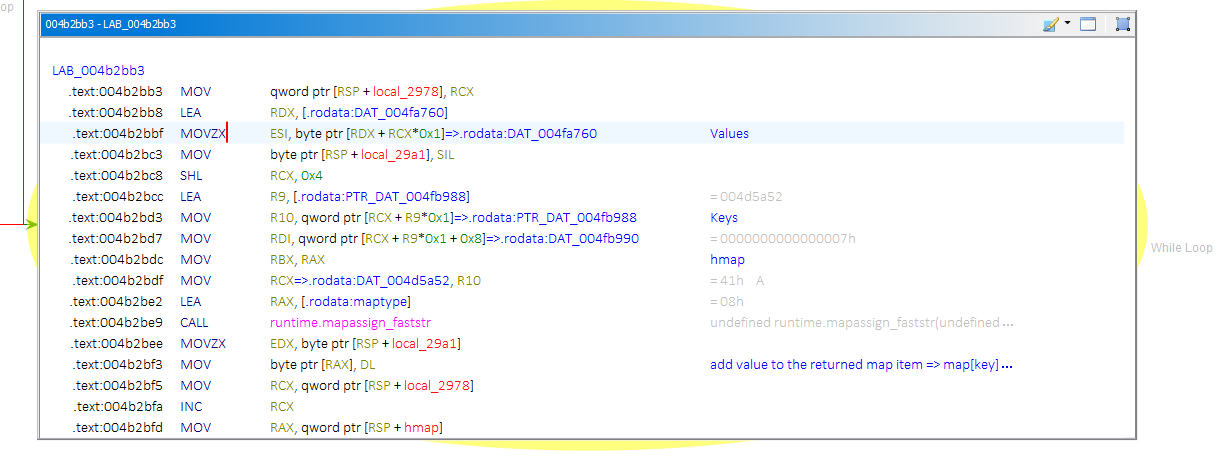 op
004b2bb3 - LAB_004b2bb3
LAB_004b2bb3
.text:004b2bb3 MOV qword ptr [RSP + local_2978], RCX
.text:004b2bb8 LEA RDX, [.rodata:DAT_004fa760]
.text:004b2bbf MOVZX ESI, byte ptr [RDX + RCX*0x1]=>.rodata:DAT_004fa760 Values
.text:004b2bc3 MOV byte ptr [RSP + local_29a1], SIL
.text:004b2bc8 SHL RCX, 0x4
.text:004b2bcc LEA R9, [.rodata:PTR_DAT_004fb988] = 004d5a52
.text:004b2bd3 MOV R10, qword ptr [RCX + R9*0x1]=>.rodata:PTR_DAT_004fb988 Keys
.text:004b2bd7 MOV RDI, qword ptr [RCX + R9*0x1 + 0x8]=>.rodata:DAT_004fb990 = 0000000000000007h
.text:004b2bdc MOV RBX, RAX hmap
.text:004b2bdf MOV RCX=>.rodata:DAT_004d5a52, R10 = 41h A
.text:004b2be2 LEA RAX, [.rodata:maptype] = 08h
.text:004b2be9 CALL runtime.mapassign_faststr undefined runtime.mapassign_faststr(undefined ...
.text:004b2bee MOVZX EDX, byte ptr [RSP + local_29a1]
.text:004b2bf3 MOV byte ptr [RAX], DL add value to the returned map item => map[key] ...
.text:004b2bf5 MOV RCX, qword ptr [RSP + local_2978]
.text:004b2bfa INC RCX
.text:004b2bfd MOV RAX, qword ptr [RSP + hmap]
While Loop